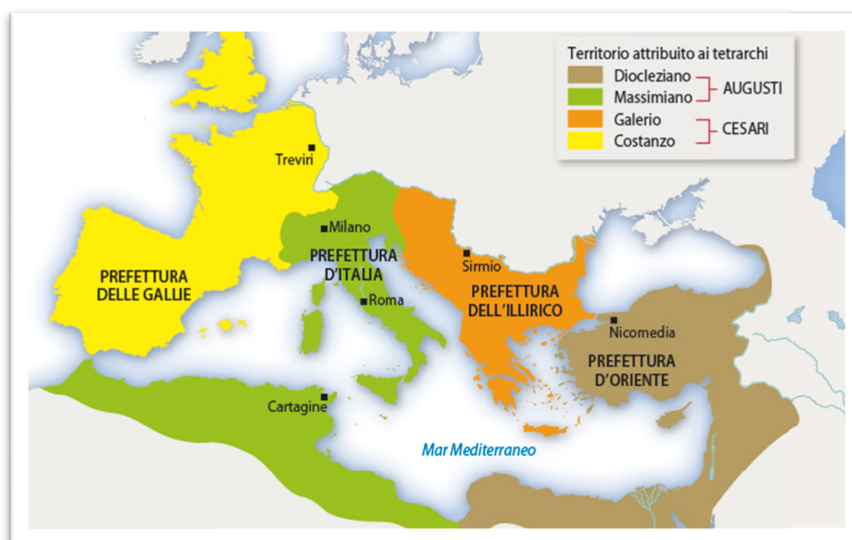 Territorio attribuito ai tetrarchi
Diocleziano
Massimiano
AUGUSTI
Galerio
Costanzo
CESARI
Treviri
Milano
PREFETTURA
D'ITALIA
Roma
Sirmio
PREFETTURA
DELLE GALLIE
PREFETTURA
DELL'ILLIRICO
Nicomedia
PREFETTURA
D'ORIENTE
Cartagine
Mar Mediterraneo